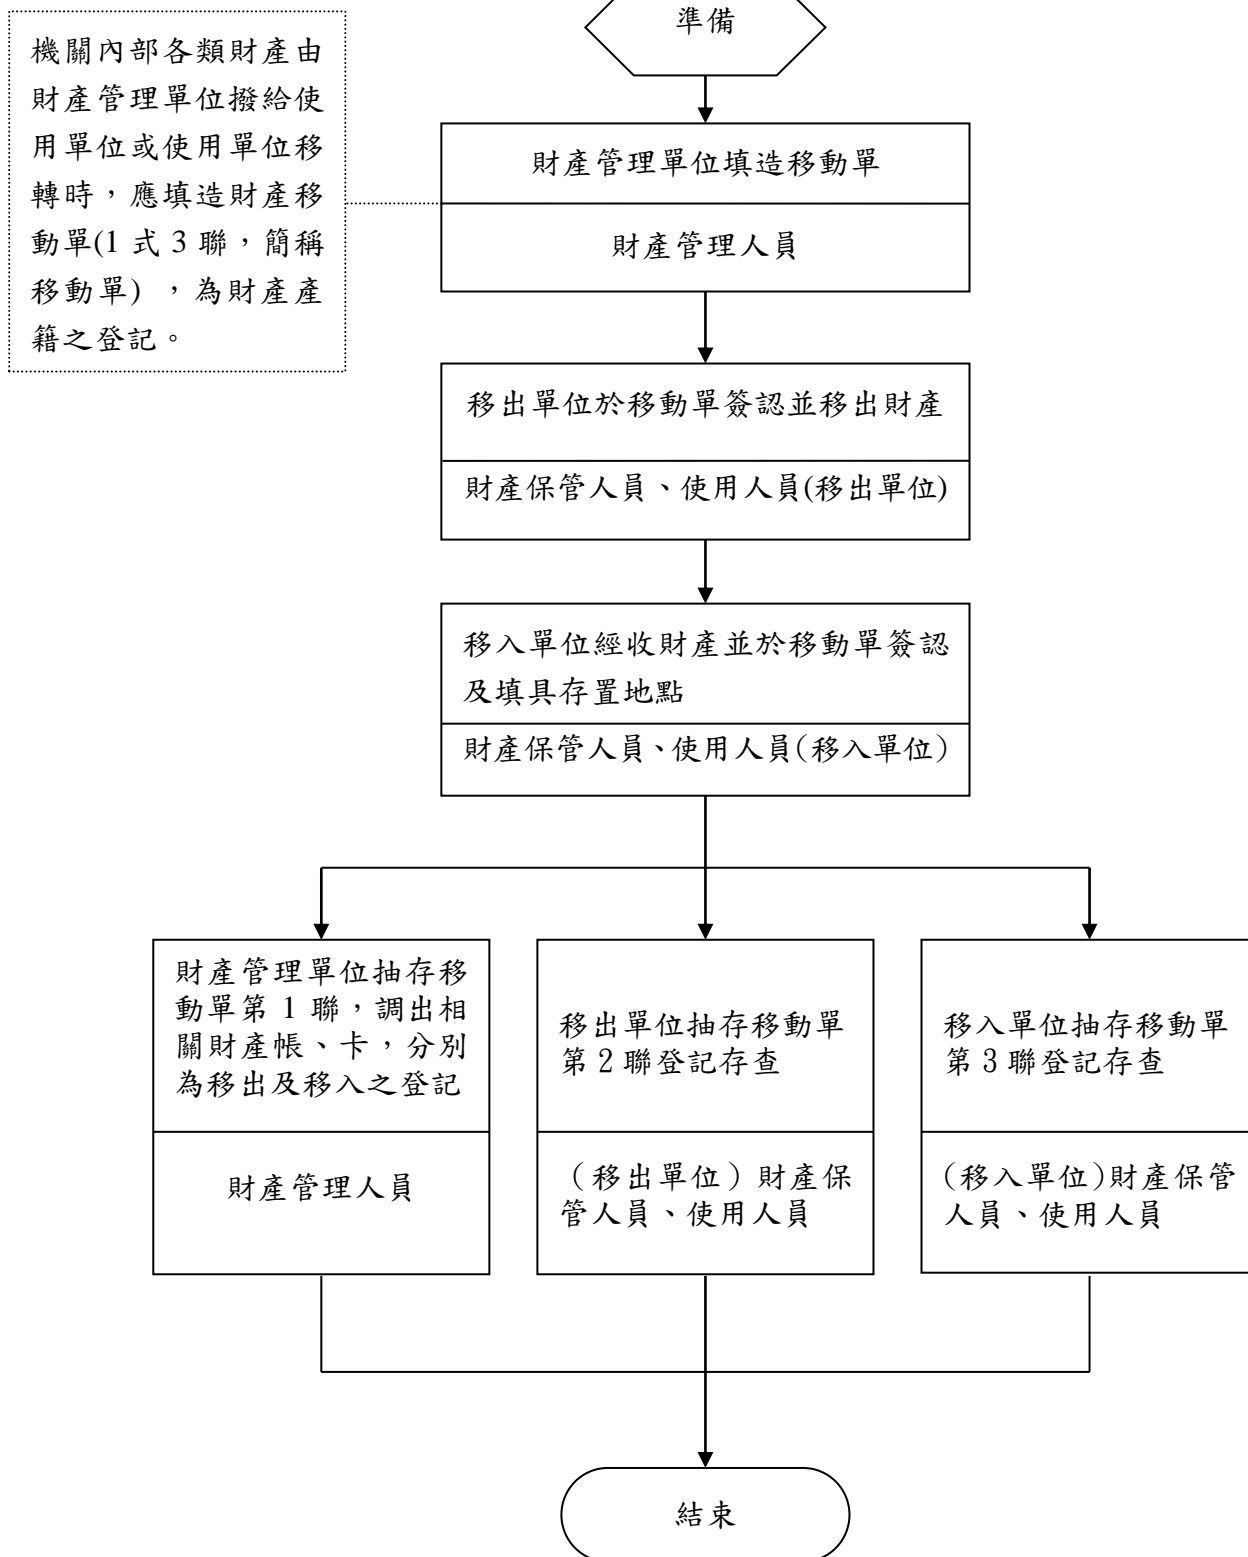 準備
機關內部各類財產由
財產管理單位撥給使
用單位或使用單位移
轉時，應填造財產移
動單(1 式 3 聯，簡稱
移動單) ，為財產產
籍之登記。
財產管理單位填造移動單
財產管理人員
移出單位於移動單簽認並移出財產
財產保管人員、使用人員(移出單位)
移入單位經收財產並於移動單簽認
及填具存置地點
財產保管人員、使用人員(移入單位)
財產管理單位抽存移
動單第 1 聯，調出相
關財產帳、卡，分別
為移出及移入之登記
財產管理人員
移出單位抽存移動單
第 2 聯登記存查
（移出單位）財產保
管人員、使用人員
移入單位抽存移動單
第 3 聯登記存查
(移入單位)財產保管
人員、使用人員
結束